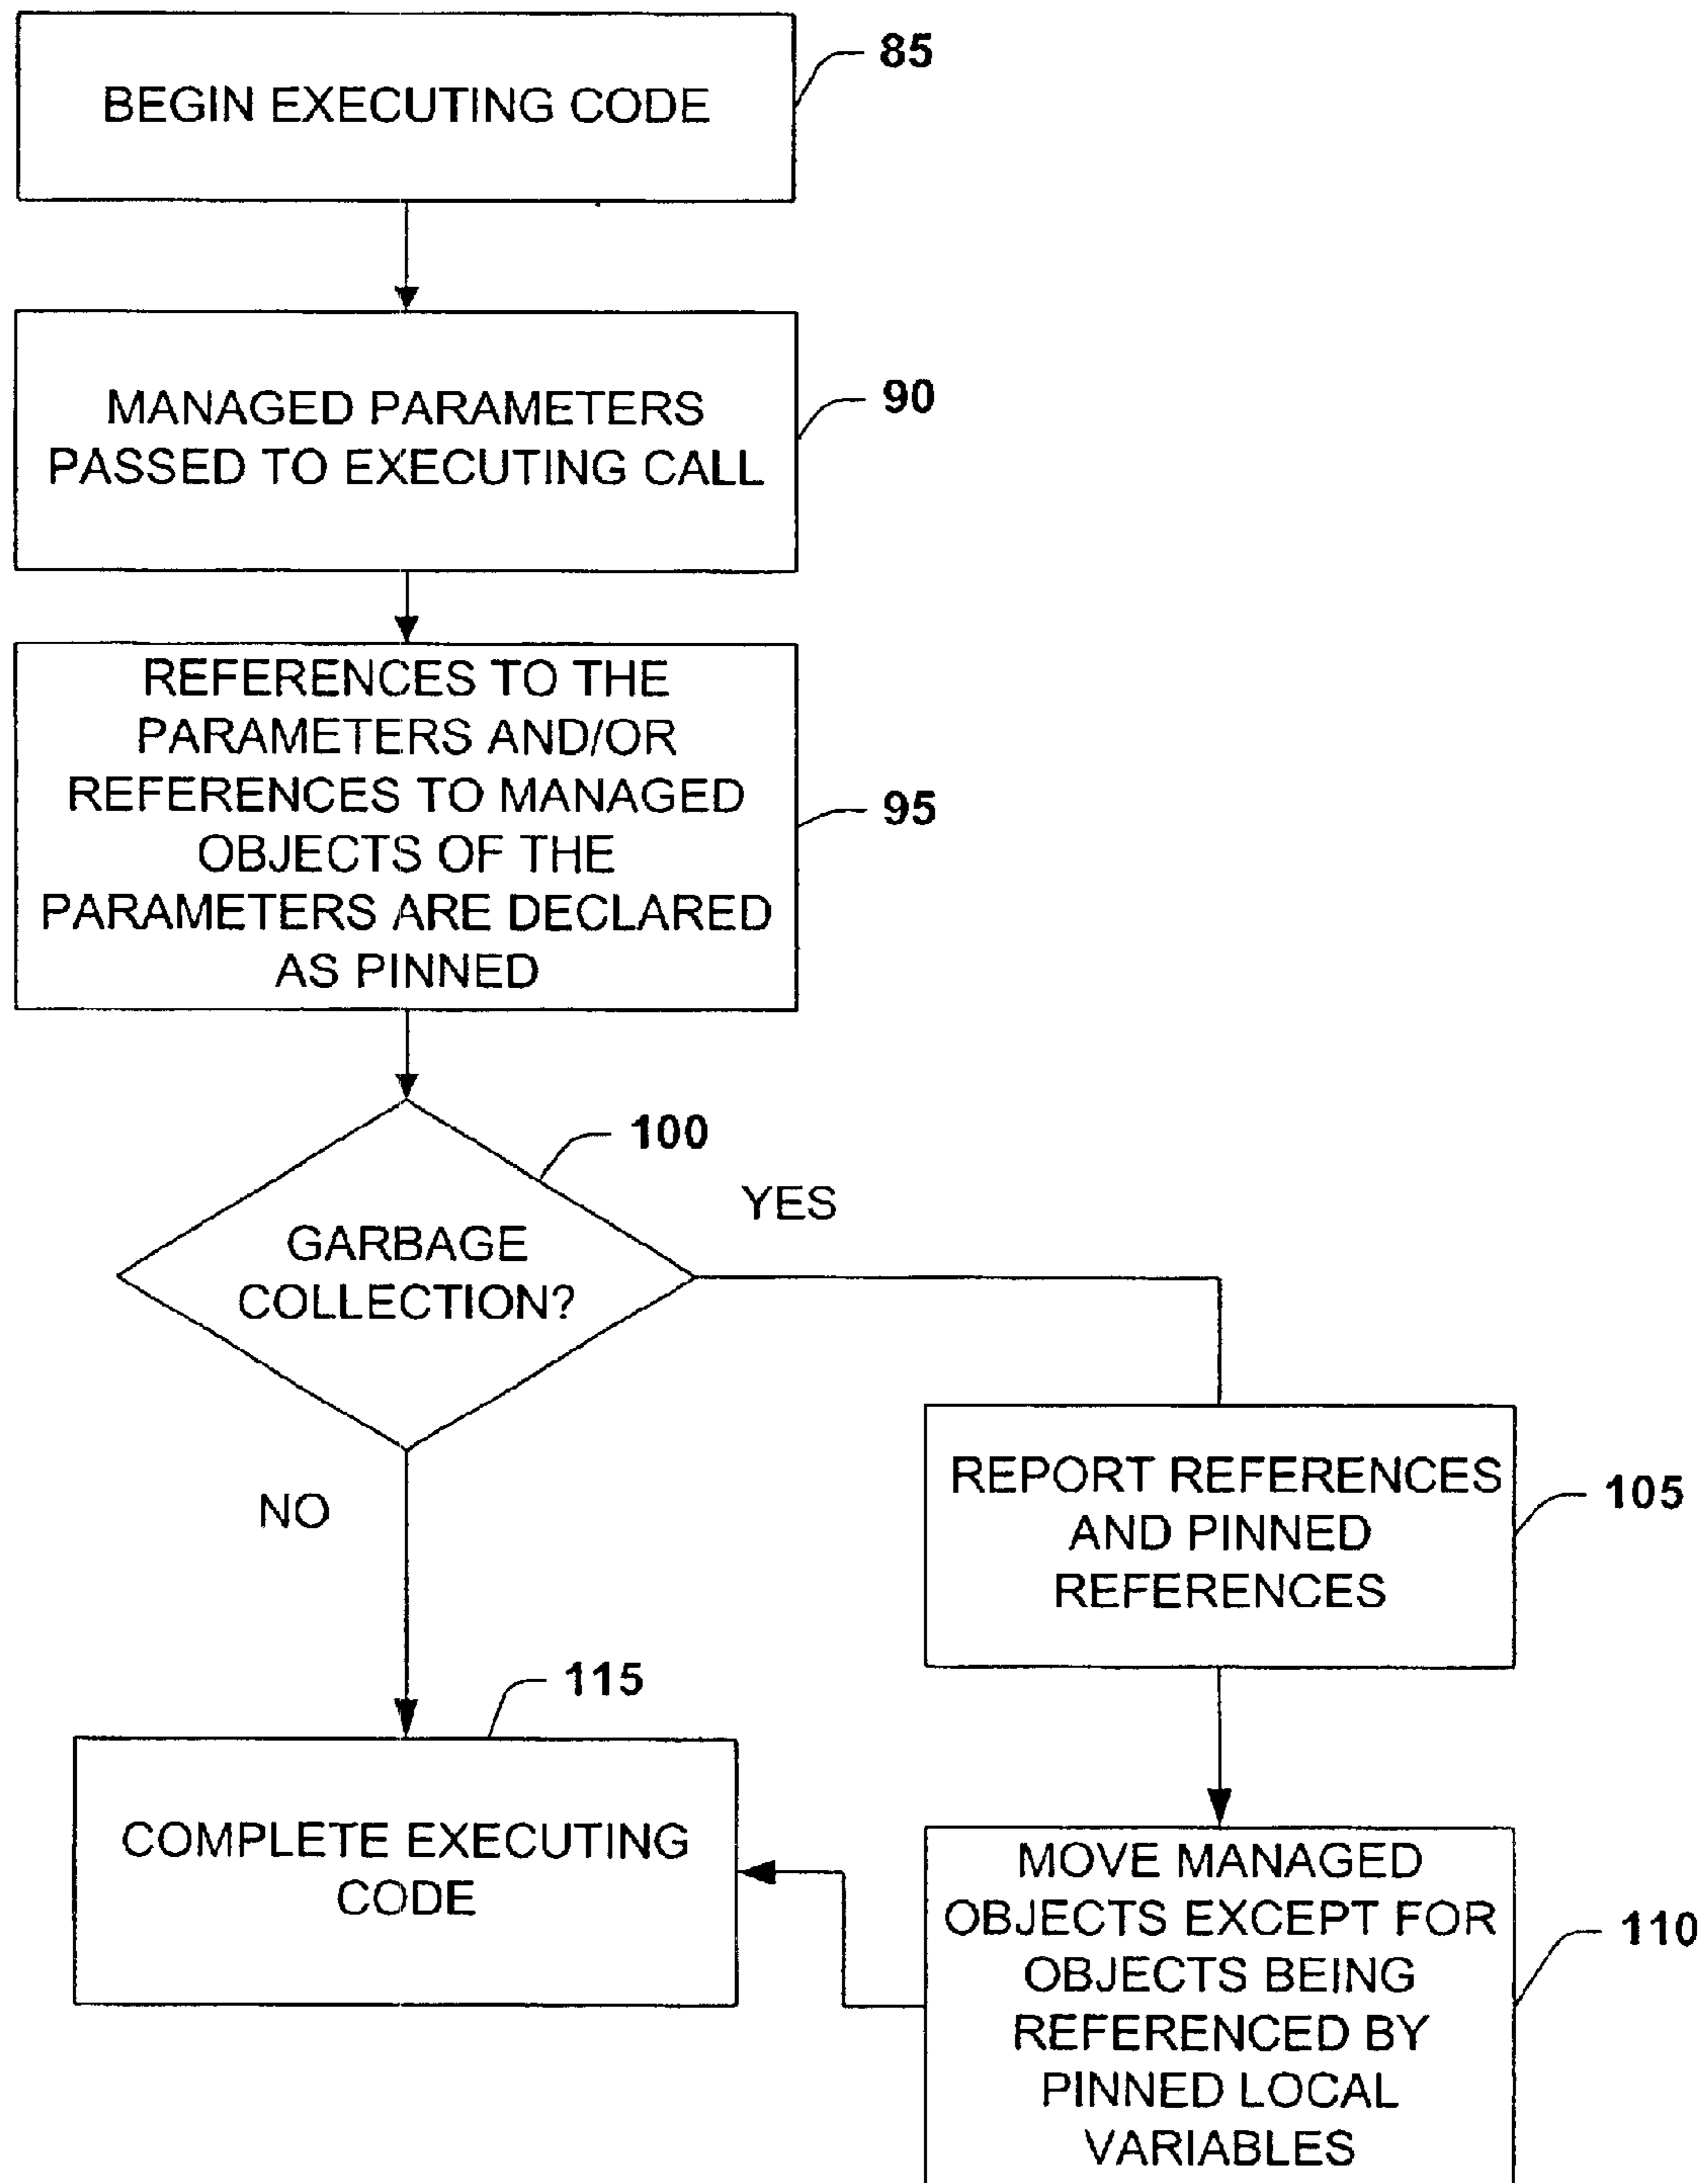 BEGIN EXECUTING CODE
85
MANAGED PARAMETERS
PASSED TO EXECUTING CALL
90
REFERENCES TO THE
PARAMETERS AND/OR
REFERENCES TO MANAGED
OBJECTS OF THE
PARAMETERS ARE DECLARED
AS PINNED
95
100
GARBAGE
COLLECTION?
YES
NO
REPORT REFERENCES
AND PINNED
REFERENCES
105
115
COMPLETE EXECUTING
CODE
MOVE MANAGED
OBJECTS EXCEPT FOR
OBJECTS BEING
REFERENCED BY
PINNED LOCAL
VARIABLES
110